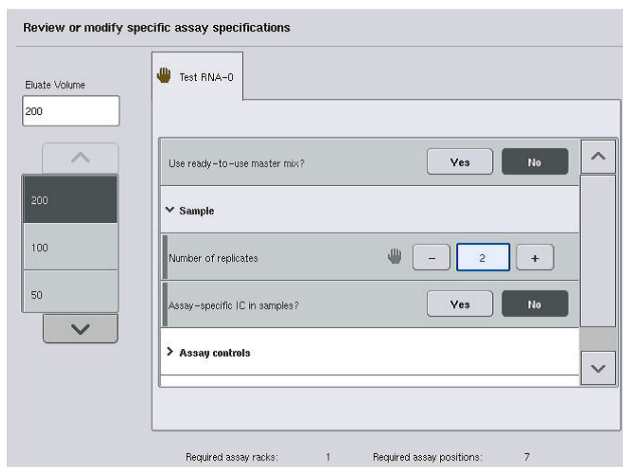 Review or modify specific assay specifications
Eluate Volume
200
200
100
50
Test RNA-0
Use ready-to-use master mix? Yes No
Sample
Number of replicates - 2 +
Assay-specific IC in samples? Yes No
Assay controls
Required assay racks: 1 Required assay positions: 7